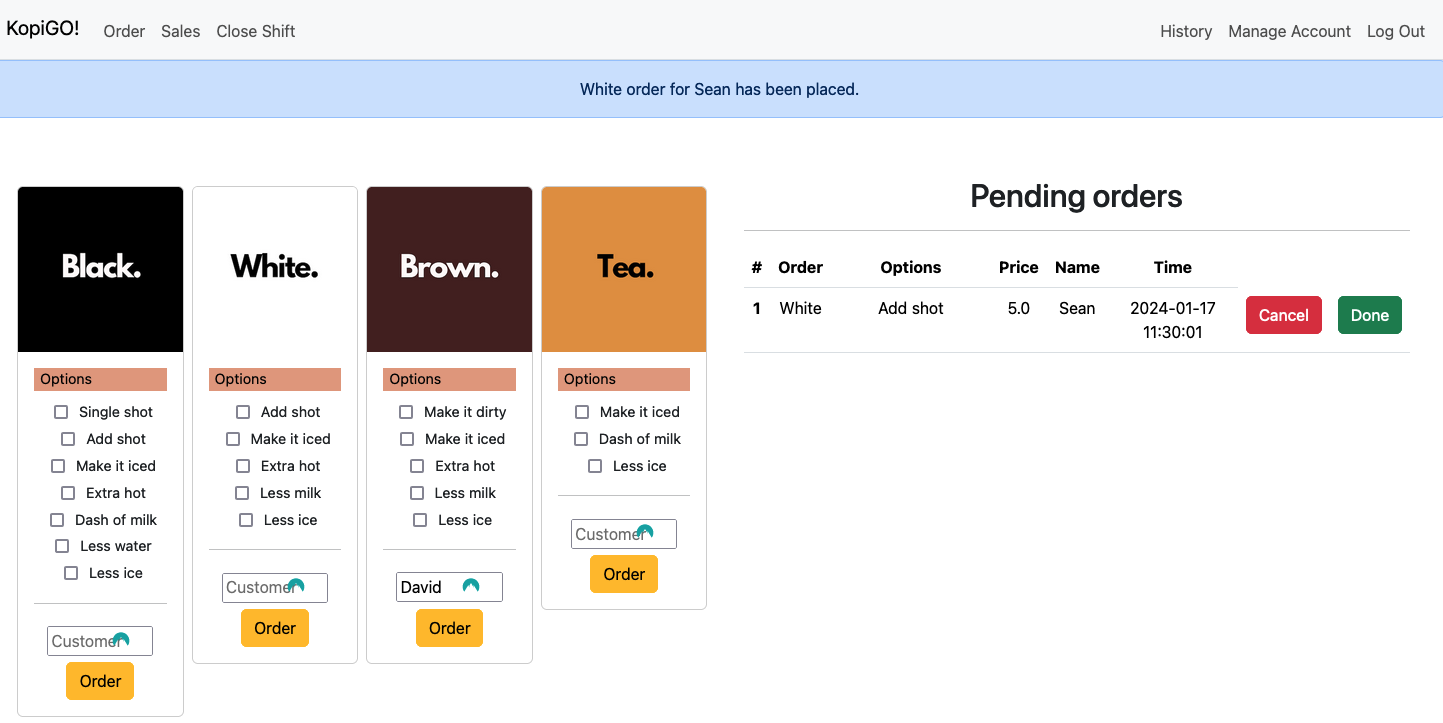 KopiGO! Order Sales Close Shift History Manage Account Log Out
White order for Sean has been placed.
Black.
Options
Single shot
Add shot
Make it iced
Extra hot
Dash of milk
Less water
Less ice
Customer
Order
White.
Options
Add shot
Make it iced
Extra hot
Less milk
Less ice
Customer
Order
Brown.
Options
Make it dirty
Make it iced
Extra hot
Less milk
Less ice
David
Order
Tea.
Options
Make it iced
Dash of milk
Less ice
Customer
Order
Pending orders
# Order Options Price Name Time
1 White Add shot 5.0 Sean 2024-01-17 Cancel Done
11:30:01